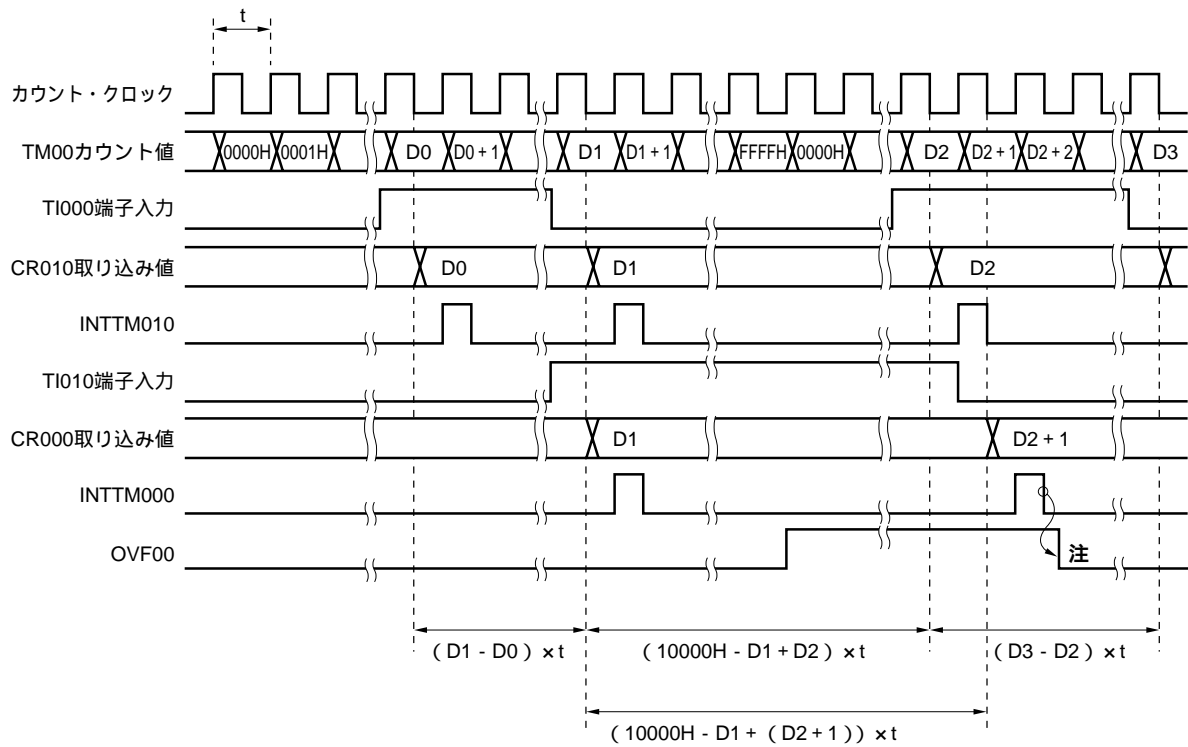 t
カウント・クロック
TM00カウント値 0000H 0001H D0 D0 + 1 D1 D1 + 1 FFFFH 0000H D2 D2 + 1 D2 + 2 D3
TI000端子入力
CR010取り込み値 D0 D1 D2
INTTM010
TI010端子入力
CR000取り込み値 D1 D2 + 1
INTTM000
OVF00 注
(D1 - D0) × t (10000H - D1 + D2) × t (D3 - D2) × t
(10000H - D1 + (D2 + 1)) × t